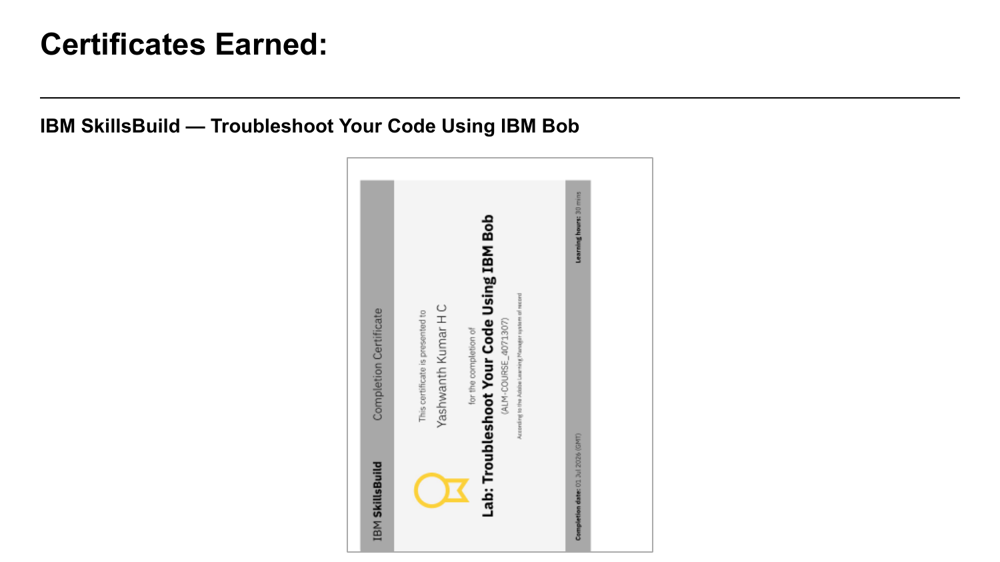 Certificates Earned:
IBM SkillsBuild — Troubleshoot Your Code Using IBM Bob
IBM SkillsBuild Completion Certificate
This certificate is presented to
Yashwanth Kumar H C
for the completion of
Lab: Troubleshoot Your Code Using IBM Bob
(ALM-COURSE_4071307)
According to the Adobe Learning Manager system of record
Completion date: 01 Jul 2026 (GMT) Learning hours: 30 mins